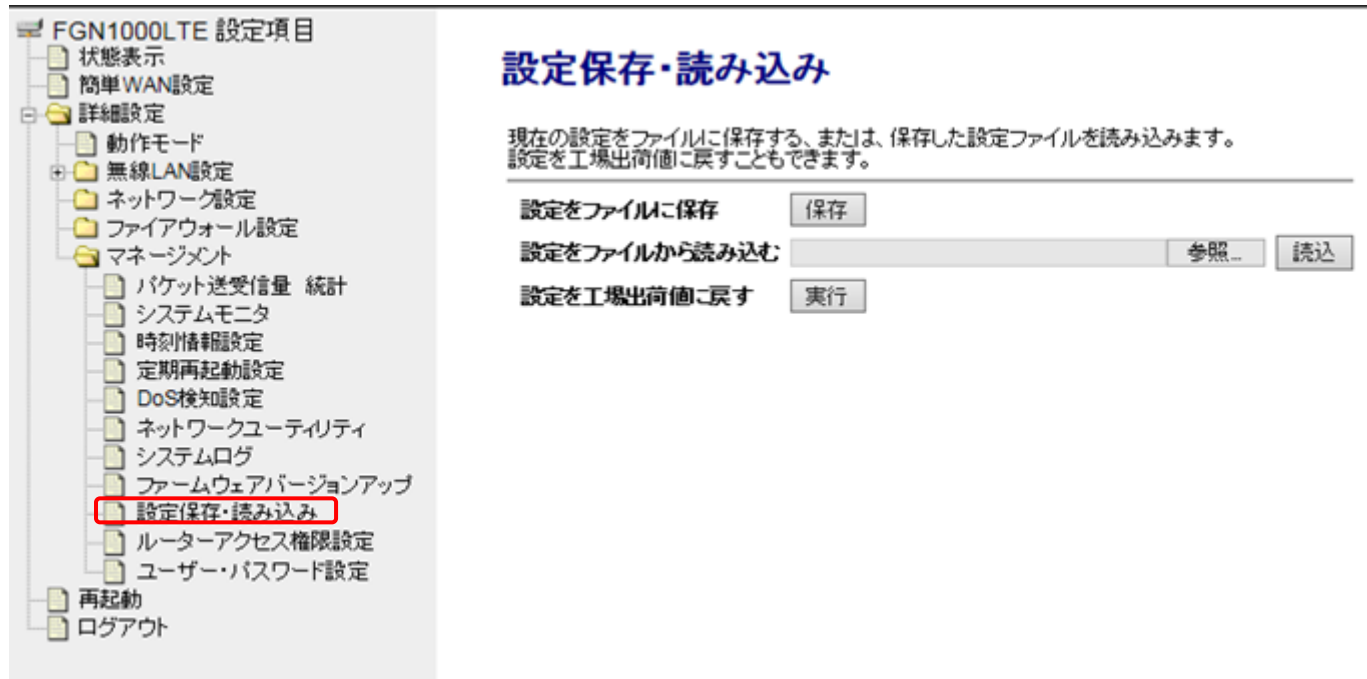 FGN1000LTE 設定項目
状態表示
簡単WAN設定
詳細設定
動作モード
無線LAN設定
ネットワーク設定
ファイアウォール設定
マネージメント
パケット送受信量 統計
システムモニタ
時刻情報設定
定期再起動設定
DoS検知設定
ネットワークユーティリティ
システムログ
ファームウェアバージョンアップ
設定保存・読み込み
ルーターアクセス権限設定
ユーザー・パスワード設定
再起動
ログアウト
設定保存・読み込み
現在の設定をファイルに保存する、または、保存した設定ファイルを読み込みます。
設定を工場出荷値に戻すこともできます。
設定をファイルに保存 保存
設定をファイルから読み込む 参照... 読込
設定を工場出荷値に戻す 実行